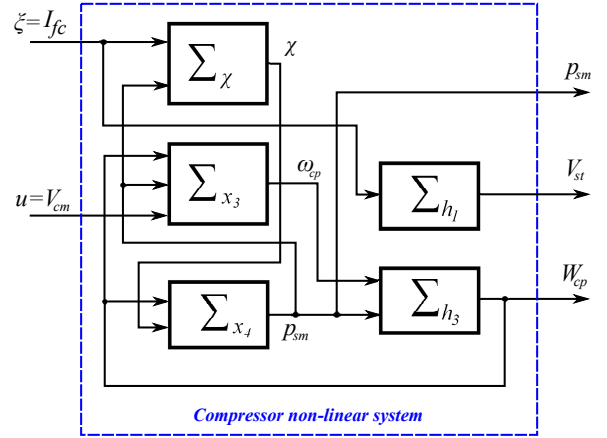 ξ=I_fc
Σ_χ
χ
p_sm
Σ_x₃
ω_cp
u=V_cm
Σ_h₁
V_st
Σ_x₄
p_sm
Σ_h₃
W_cp
Compressor non-linear system